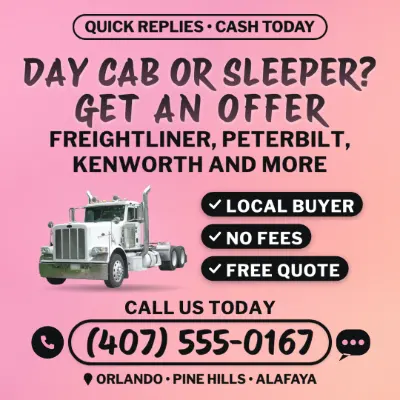 QUICK REPLIES • CASH TODAY
DAY CAB OR SLEEPER?
GET AN OFFER
FREIGHTLINER, PETERBILT,
KENWORTH AND MORE
LOCAL BUYER
NO FEES
FREE QUOTE
CALL US TODAY
(407) 555-0167
ORLANDO • PINE HILLS • ALAFAYA